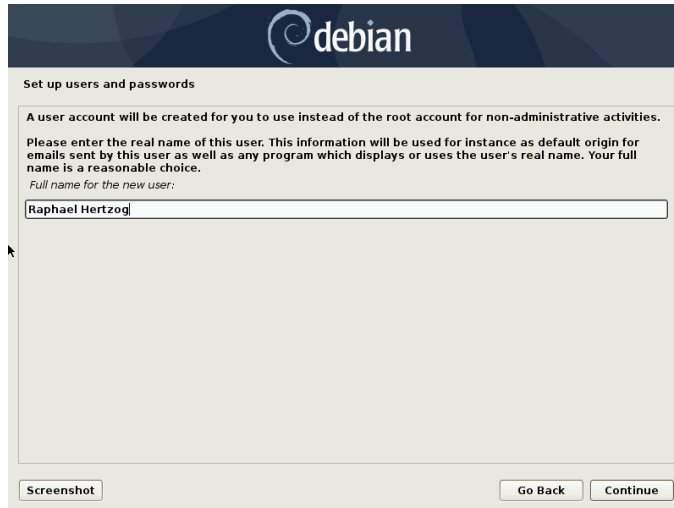 debian
Set up users and passwords
A user account will be created for you to use instead of the root account for non-administrative activities.
Please enter the real name of this user. This information will be used for instance as default origin for
emails sent by this user as well as any program which displays or uses the user's real name. Your full
name is a reasonable choice.
Full name for the new user:
Raphael Hertzog
Screenshot
Go Back
Continue